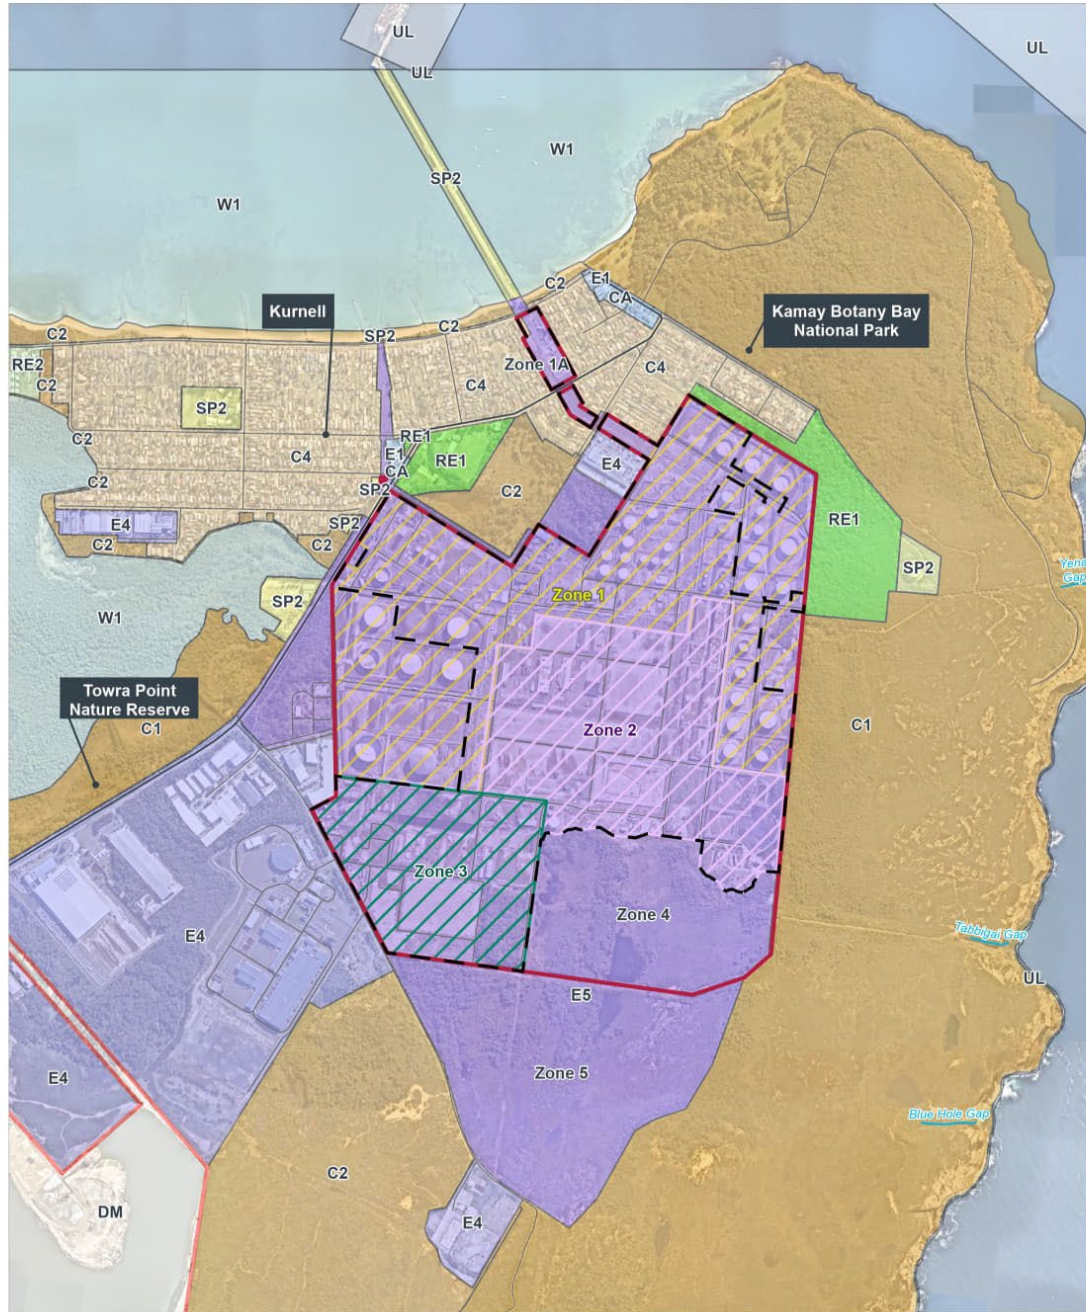 UL
UL
UL
W1
SP2
W1
C2
E1
CA
Kurnell
Kamay Botany Bay
National Park
C2
SP2
C2
RE2
C2
Zone 1A
C4
C4
SP2
C2
RE1
E1
C4
RE1
E4
CA
C2
SP2
C2
E4
SP2
C2
C2
RE1
SP2
Yena
Gap
Zone 1
SP2
W1
Towra Point
Nature Reserve
C1
Zone 2
C1
Zone 3
Zone 4
E4
Tabbigai Gap
UL
E5
E4
Zone 5
Blue Hole Gap
C2
DM
E4